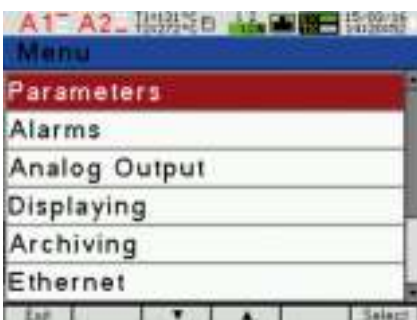 A1 A2
Menu
Parameters
Alarms
Analog Output
Displaying
Archiving
Ethernet
Exit ▼ ▲ Select